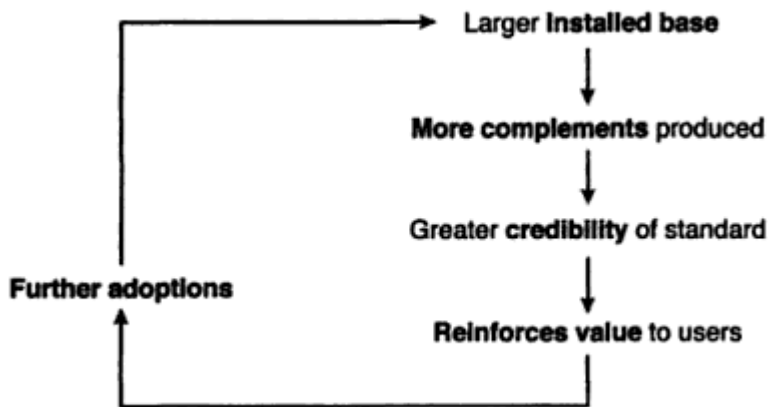 Larger Installed base
More complements produced
Greater credibility of standard
Further adoptions
Reinforces value to users